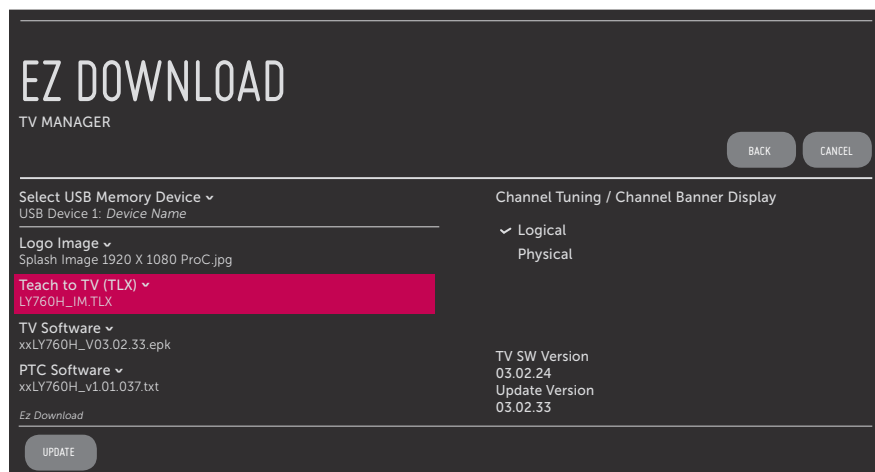 EZ DOWNLOAD
TV MANAGER
BACK
CANCEL
Select USB Memory Device
USB Device 1: Device Name
Logo Image
Splash Image 1920 X 1080 ProC.jpg
Teach to TV (TLX)
LY760H_IM.TLX
TV Software
xxLY760H_V03.02.33.epk
PTC Software
xxLY760H_v1.01.037.txt
Ez Download
UPDATE
Channel Tuning / Channel Banner Display
Logical
Physical
TV SW Version
03.02.24
Update Version
03.02.33